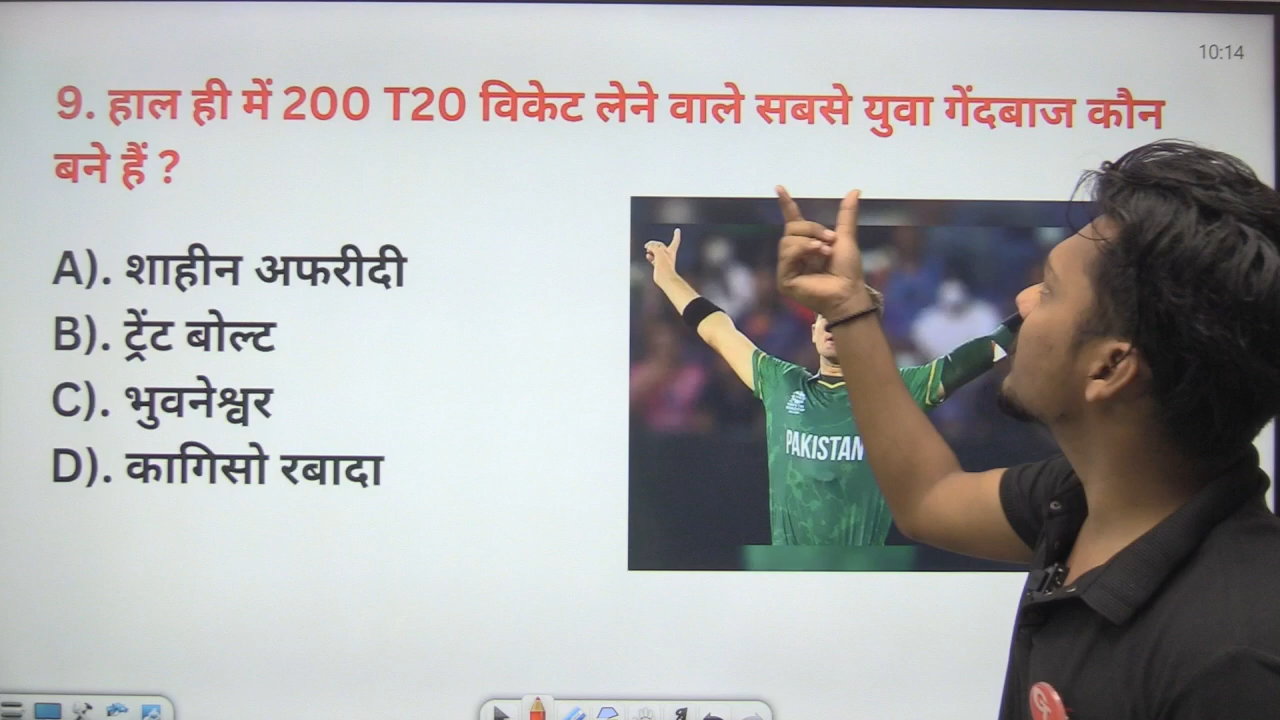 10:14
9. हाल ही में 200 T20 विकेट लेने वाले सबसे युवा गेंदबाज कौन
बने हैं ?
A). शाहीन अफरीदी
B). ट्रेंट बोल्ट
C). भुवनेश्वर
D). कागिसो रबादा
PAKISTAN